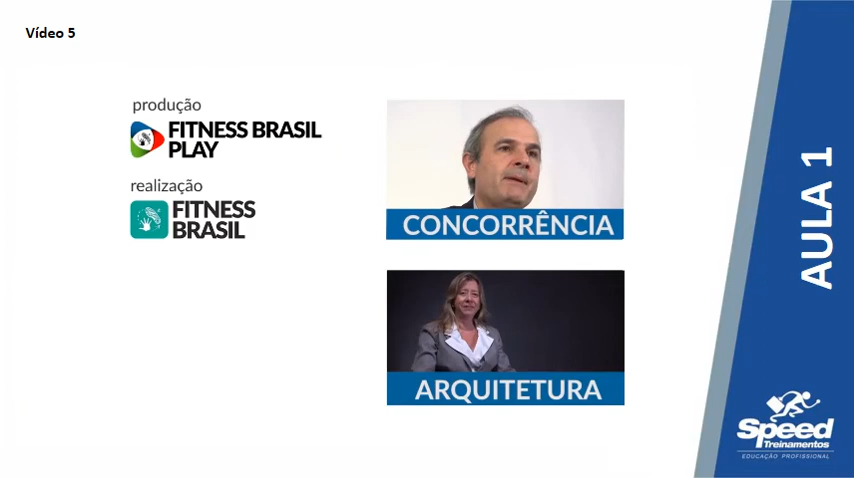 Vídeo 5
produção
FITNESS BRASIL
PLAY
realização
FITNESS
BRASIL
CONCORRÊNCIA
ARQUITETURA
AULA 1
Speed
Treinamentos
EDUCAÇÃO PROFISSIONAL